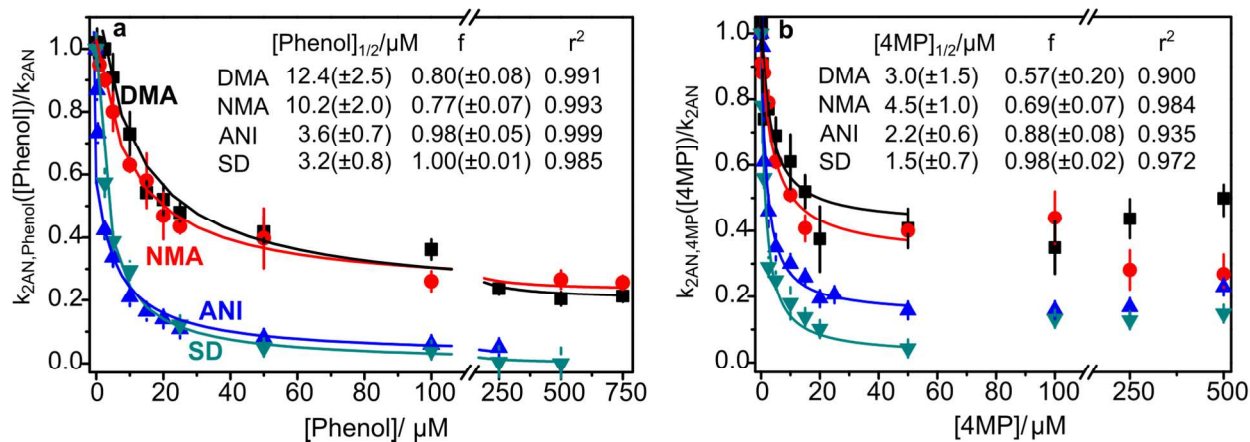 a
[Phenol]1/2/μM f r2
DMA 12.4(±2.5) 0.80(±0.08) 0.991
NMA 10.2(±2.0) 0.77(±0.07) 0.993
ANI 3.6(±0.7) 0.98(±0.05) 0.999
SD 3.2(±0.8) 1.00(±0.01) 0.985
DMA
NMA
ANI
SD
k2AN,Phenol([Phenol])/k2AN
1.0
0.8
0.6
0.4
0.2
0.0
0 20 40 60 80 100 250 500 750
[Phenol]/ μM
b
[4MP]1/2/μM f r2
DMA 3.0(±1.5) 0.57(±0.20) 0.900
NMA 4.5(±1.0) 0.69(±0.07) 0.984
ANI 2.2(±0.6) 0.88(±0.08) 0.935
SD 1.5(±0.7) 0.98(±0.02) 0.972
k2AN,4MP([4MP])/k2AN
1.0
0.8
0.6
0.4
0.2
0.0
0 20 40 60 80 100 250 500
[4MP]/μM